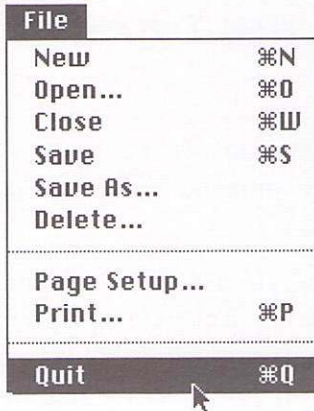 File
New ⌘N
Open... ⌘O
Close ⌘W
Save ⌘S
Save As...
Delete...
Page Setup...
Print... ⌘P
Quit ⌘Q